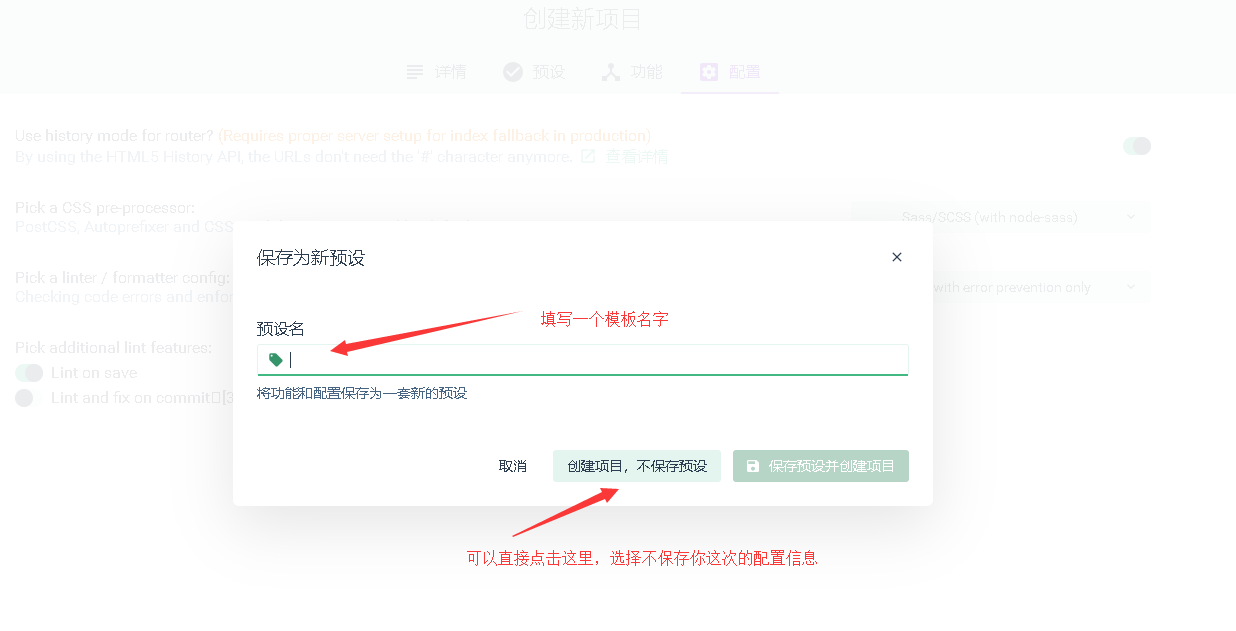 创建新项目
详情 预设 功能 配置
Use history mode for router? (Requires proper server setup for index fallback in production)
By using the HTML5 History API, the URLs don't need the '#' character anymore. 查看详情
Pick a CSS pre-processor:
PostCSS, Autoprefixer and CSS
Sass/SCSS (with node-sass)
保存为新预设
Pick a linter / formatter config:
Checking code errors and enfor
with error prevention only
填写一个模板名字
预设名
Pick additional lint features:
Lint on save
将功能和配置保存为一套新的预设
Lint and fix on commit
取消 创建项目，不保存预设 保存预设并创建项目
可以直接点击这里，选择不保存你这次的配置信息